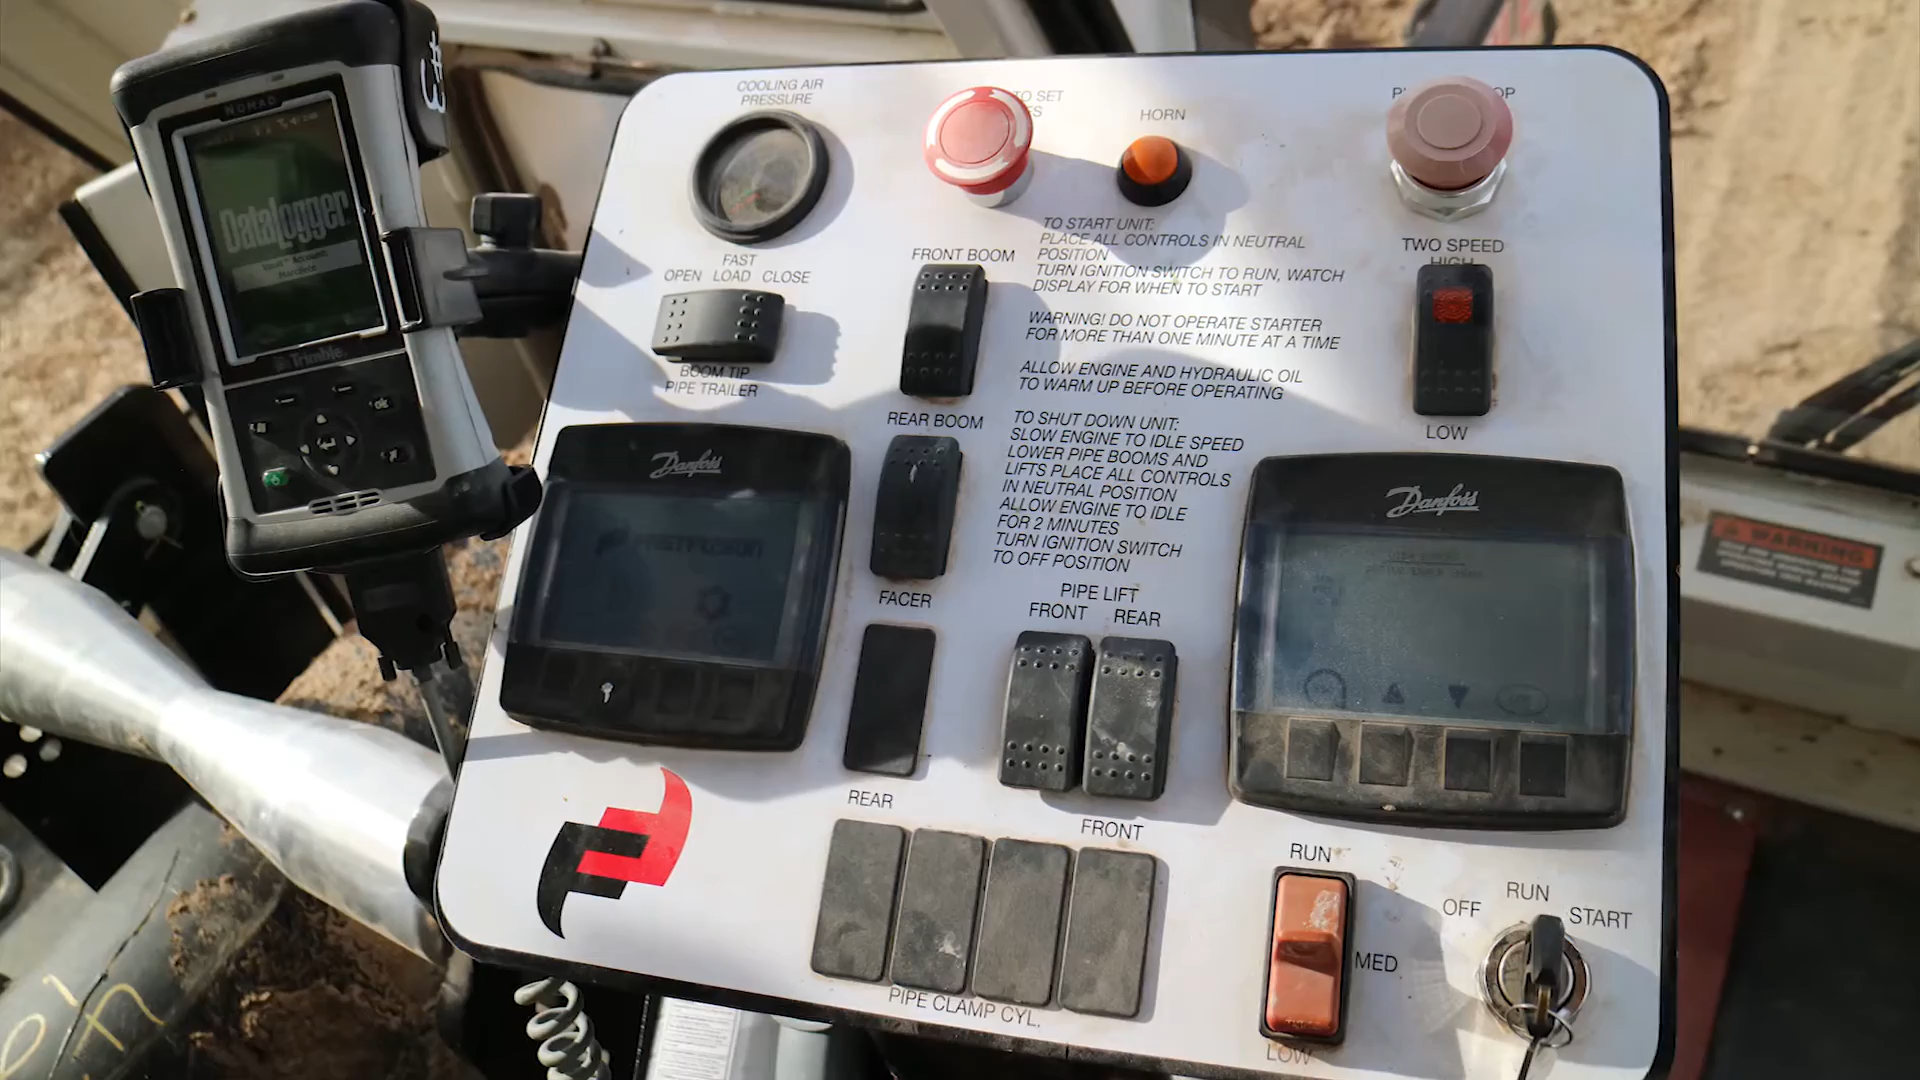 #3
NOMAD
DataLogger
Trimble
ok
COOLING AIR
PRESSURE
TO SET
HORN
FAST
OPEN LOAD CLOSE
BOOM TIP
PIPE TRAILER
FRONT BOOM
REAR BOOM
FACER
TO START UNIT:
PLACE ALL CONTROLS IN NEUTRAL
POSITION
TURN IGNITION SWITCH TO RUN, WATCH
DISPLAY FOR WHEN TO START
WARNING! DO NOT OPERATE STARTER
FOR MORE THAN ONE MINUTE AT A TIME
ALLOW ENGINE AND HYDRAULIC OIL
TO WARM UP BEFORE OPERATING
TO SHUT DOWN UNIT:
SLOW ENGINE TO IDLE SPEED
LOWER PIPE BOOMS AND
LIFTS PLACE ALL CONTROLS
IN NEUTRAL POSITION
ALLOW ENGINE TO IDLE
FOR 2 MINUTES
TURN IGNITION SWITCH
TO OFF POSITION
PIPE LIFT
FRONT REAR
TWO SPEED
HIGH
LOW
Danfoss
FASTFUSION
Danfoss
WARNING
REAR
FRONT
PIPE CLAMP CYL.
RUN
MED
LOW
OFF
RUN
START